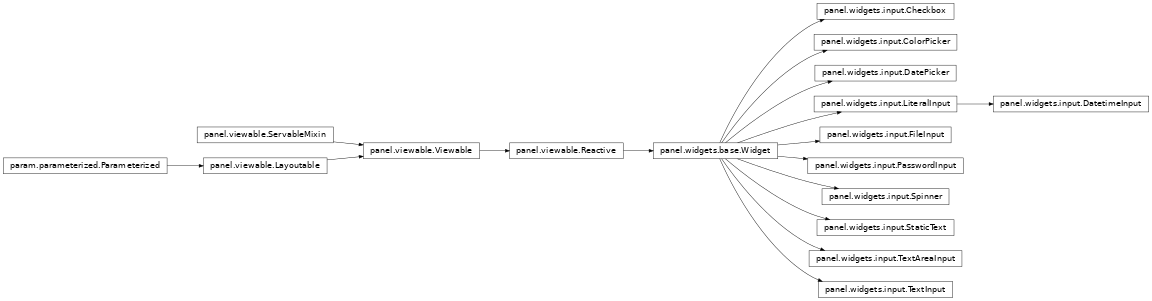 panel.widgets.input.Checkbox
panel.widgets.input.ColorPicker
panel.widgets.input.DatePicker
panel.widgets.input.LiteralInput
panel.widgets.input.DatetimeInput
panel.viewable.ServableMixin
panel.widgets.input.FileInput
panel.viewable.Viewable
panel.viewable.Reactive
panel.widgets.base.Widget
param.parameterized.Parameterized
panel.viewable.Layoutable
panel.widgets.input.PasswordInput
panel.widgets.input.Spinner
panel.widgets.input.StaticText
panel.widgets.input.TextAreaInput
panel.widgets.input.TextInput